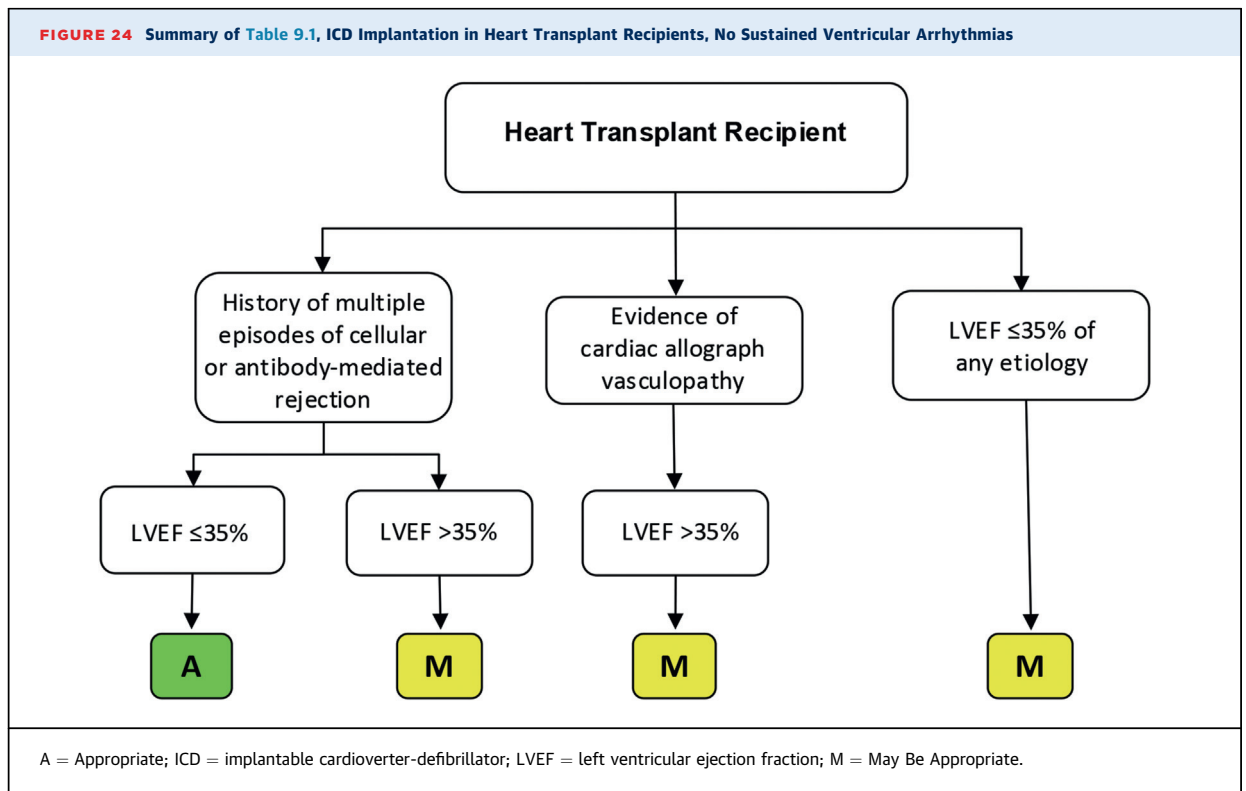 FIGURE 24 Summary of Table 9.1, ICD Implantation in Heart Transplant Recipients, No Sustained Ventricular Arrhythmias
Heart Transplant Recipient
History of multiple
episodes of cellular
or antibody-mediated
rejection
Evidence of
cardiac allograph
vasculopathy
LVEF ≤35% of
any etiology
LVEF ≤35%
LVEF >35%
LVEF >35%
A
M
M
M
A = Appropriate; ICD = implantable cardioverter-defibrillator; LVEF = left ventricular ejection fraction; M = May Be Appropriate.